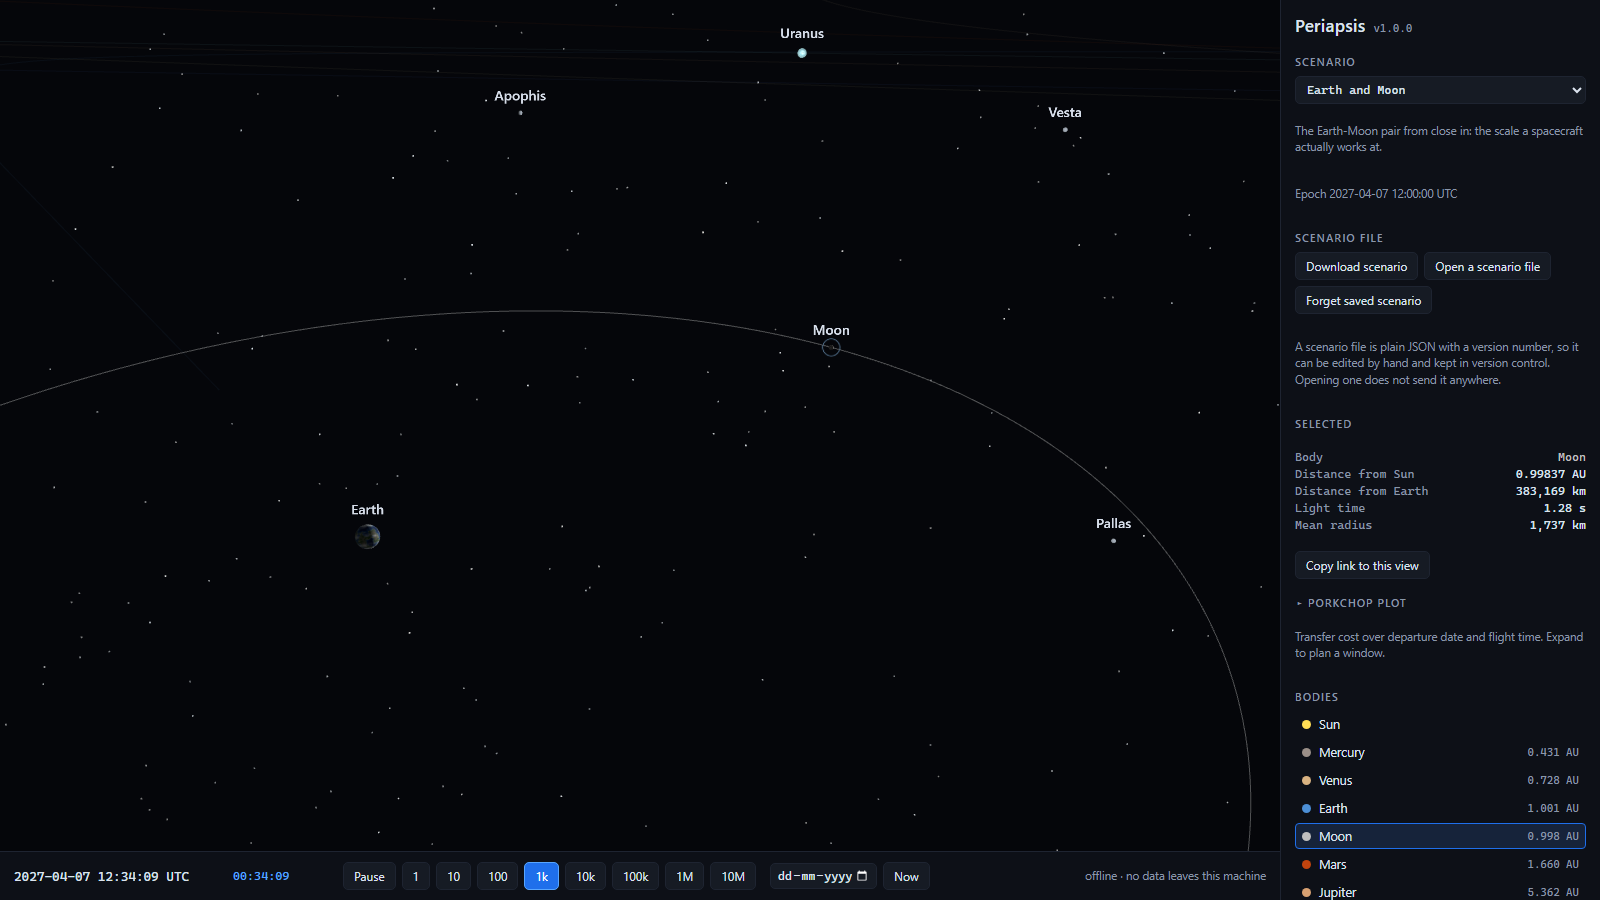 Uranus
Apophis
Vesta
Moon
Earth
Pallas
2027-04-07 12:34:09 UTC
00:34:09
Pause
1
10
100
1k
10k
100k
1M
10M
dd-mm-yyyy
Now
offline · no data leaves this machine
Periapsis v1.0.0
SCENARIO
Earth and Moon
The Earth-Moon pair from close in: the scale a spacecraft
actually works at.
Epoch 2027-04-07 12:00:00 UTC
SCENARIO FILE
Download scenario
Open a scenario file
Forget saved scenario
A scenario file is plain JSON with a version number, so it
can be edited by hand and kept in version control.
Opening one does not send it anywhere.
SELECTED
Body Moon
Distance from Sun 0.99837 AU
Distance from Earth 383,169 km
Light time 1.28 s
Mean radius 1,737 km
Copy link to this view
PORKCHOP PLOT
Transfer cost over departure date and flight time. Expand
to plan a window.
BODIES
Sun
Mercury 0.431 AU
Venus 0.728 AU
Earth 1.001 AU
Moon 0.998 AU
Mars 1.660 AU
Jupiter 5.362 AU